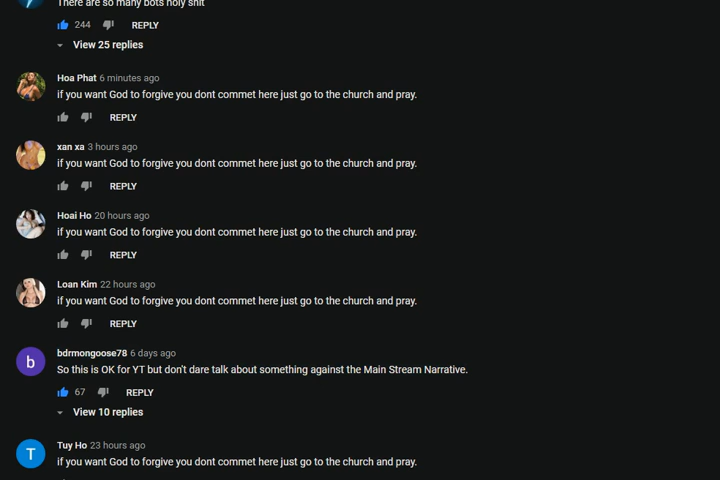 There are so many bots holy shit
244 REPLY
View 25 replies
Hoa Phat 6 minutes ago
if you want God to forgive you dont commet here just go to the church and pray.
REPLY
xan xa 3 hours ago
if you want God to forgive you dont commet here just go to the church and pray.
REPLY
Hoai Ho 20 hours ago
if you want God to forgive you dont commet here just go to the church and pray.
REPLY
Loan Kim 22 hours ago
if you want God to forgive you dont commet here just go to the church and pray.
REPLY
b
bdrmongoose78 6 days ago
So this is OK for YT but don't dare talk about something against the Main Stream Narrative.
67 REPLY
View 10 replies
T
Tuy Ho 23 hours ago
if you want God to forgive you dont commet here just go to the church and pray.